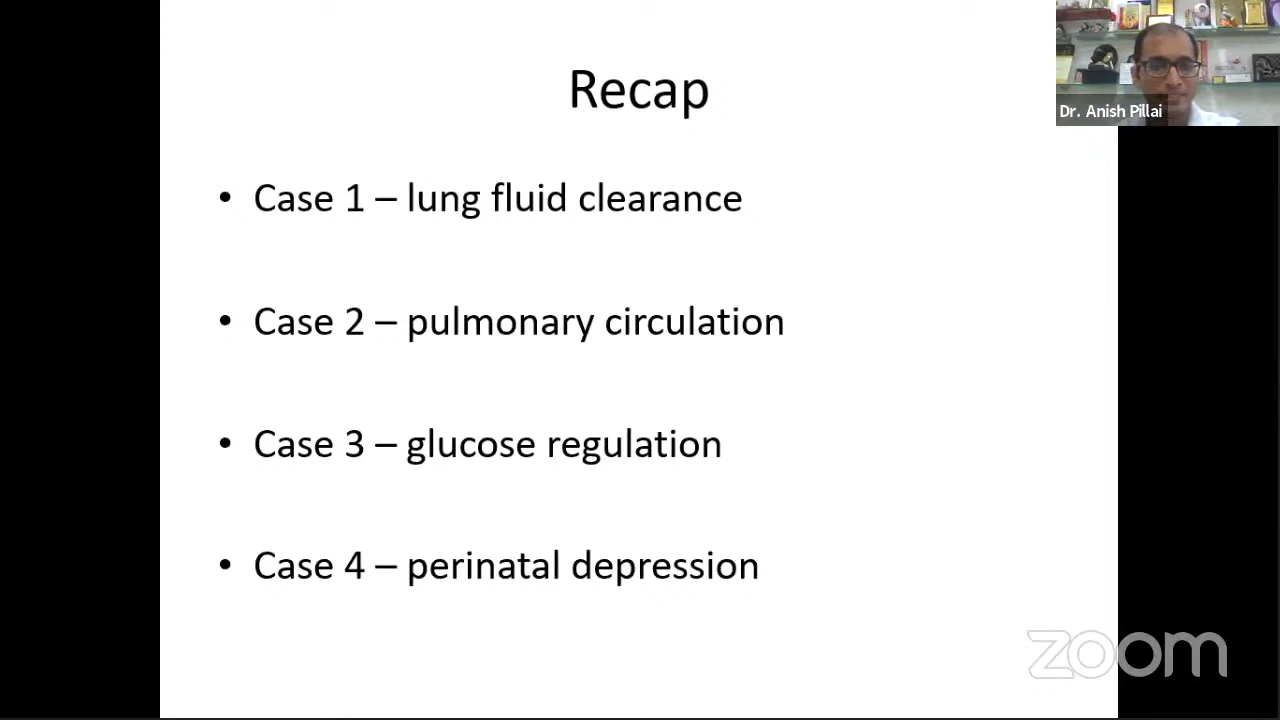 Recap
• Case 1 – lung fluid clearance
• Case 2 – pulmonary circulation
• Case 3 – glucose regulation
• Case 4 – perinatal depression
Dr. Anish Pillai
zoom